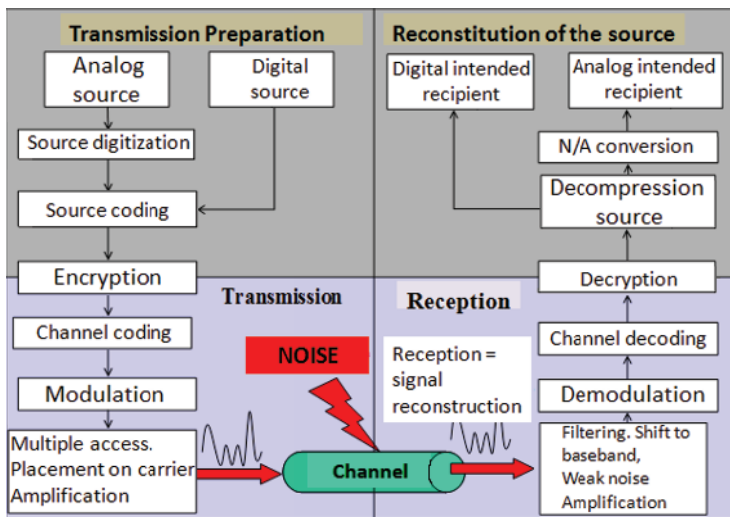 Transmission Preparation
Analog
source
Digital
source
Source digitization
Source coding
Encryption
Transmission
Channel coding
Modulation
Multiple access.
Placement on carrier
Amplification
NOISE
Channel
Reconstitution of the source
Digital intended
recipient
Analog intended
recipient
N/A conversion
Decompression
source
Decryption
Reception
Channel decoding
Reception =
signal
reconstruction
Demodulation
Filtering. Shift to
baseband,
Weak noise
Amplification